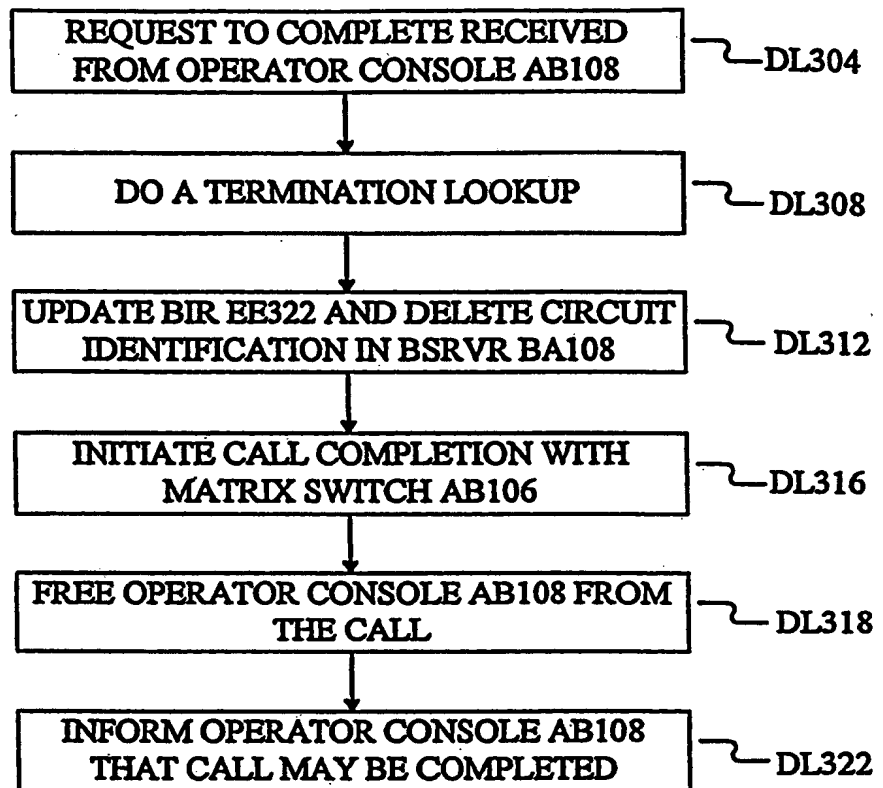 REQUEST TO COMPLETE RECEIVED
FROM OPERATOR CONSOLE AB108
DL304
DO A TERMINATION LOOKUP
DL308
UPDATE BIR EE322 AND DELETE CIRCUIT
IDENTIFICATION IN BSRVR BA108
DL312
INITIATE CALL COMPLETION WITH
MATRIX SWITCH AB106
DL316
FREE OPERATOR CONSOLE AB108 FROM
THE CALL
DL318
INFORM OPERATOR CONSOLE AB108
THAT CALL MAY BE COMPLETED
DL322